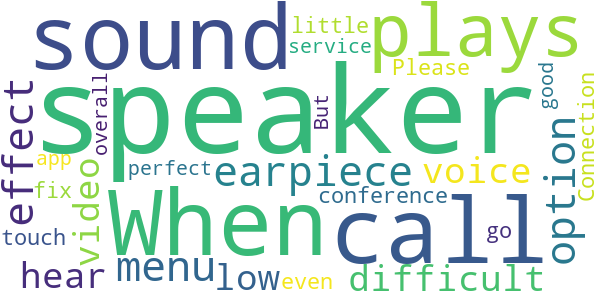 sound
plays
little
service
Please
speaker
effect
overall
But
good
Connection
app
fix
video
perfect
earpiece
voice
option
conference
When
call
touch
go
hear
menu
low
even
difficult